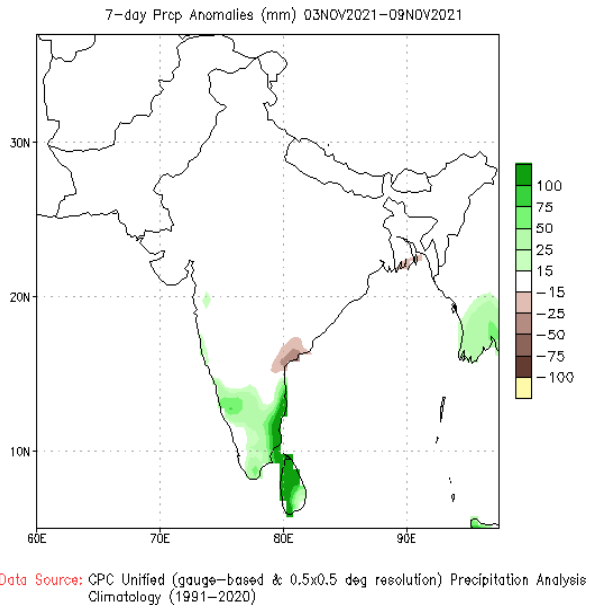 7-day Prcp Anomalies (mm) 03NOV2021-09NOV2021
30N
20N
10N
60E
70E
80E
90E
100
75
50
25
15
-15
-25
-50
-75
-100
Data Source: CPC Unified (gauge-based & 0.5x0.5 deg resolution) Precipitation Analysis
Climatology (1991-2020)